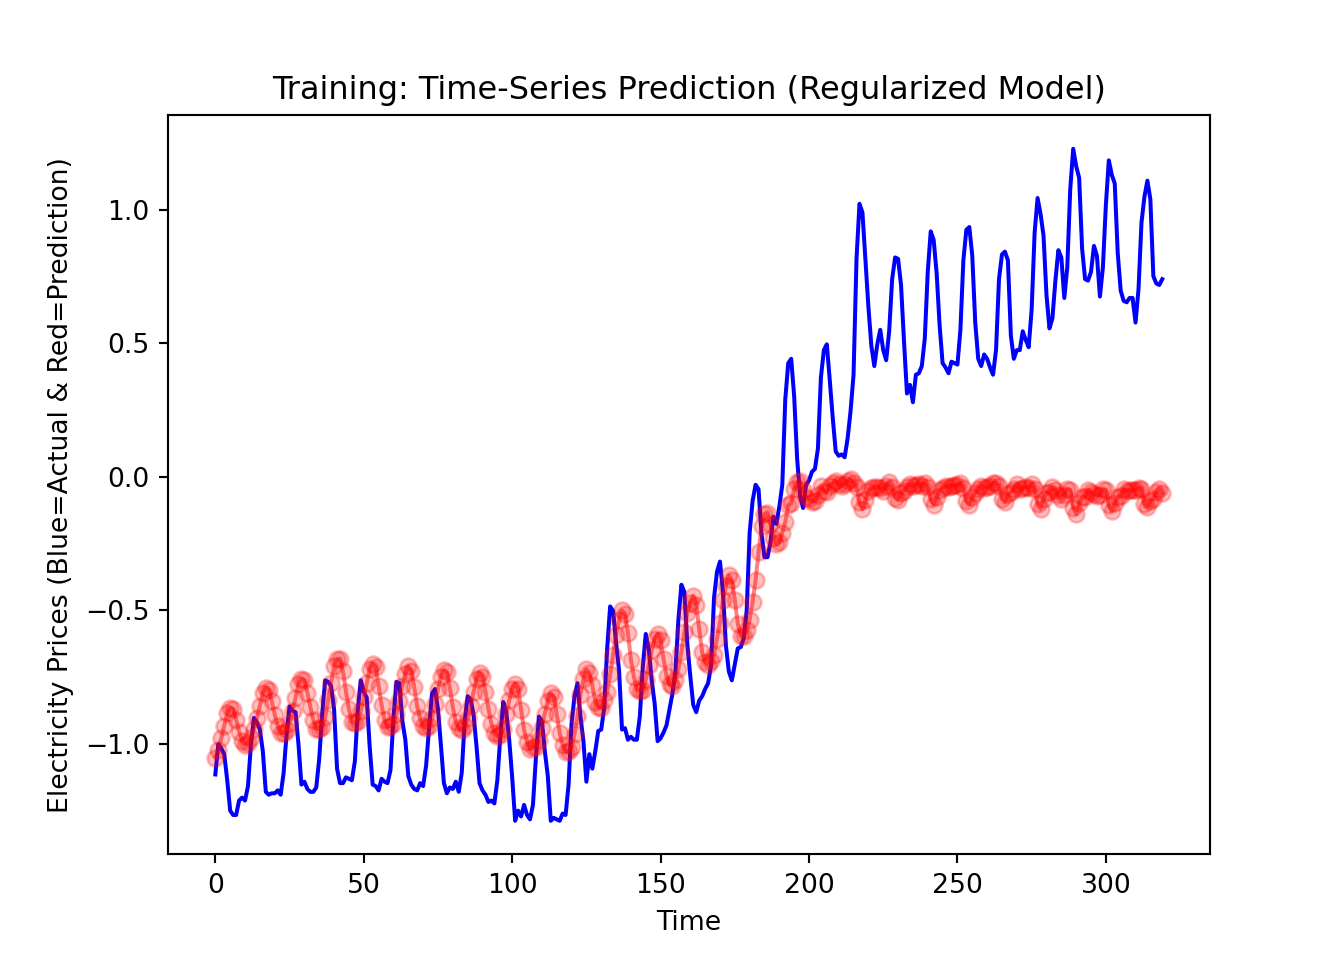 Training: Time-Series Prediction (Regularized Model)
Electricity Prices (Blue=Actual & Red=Prediction)
1.0
0.5
0.0
−0.5
−1.0
0 50 100 150 200 250 300
Time